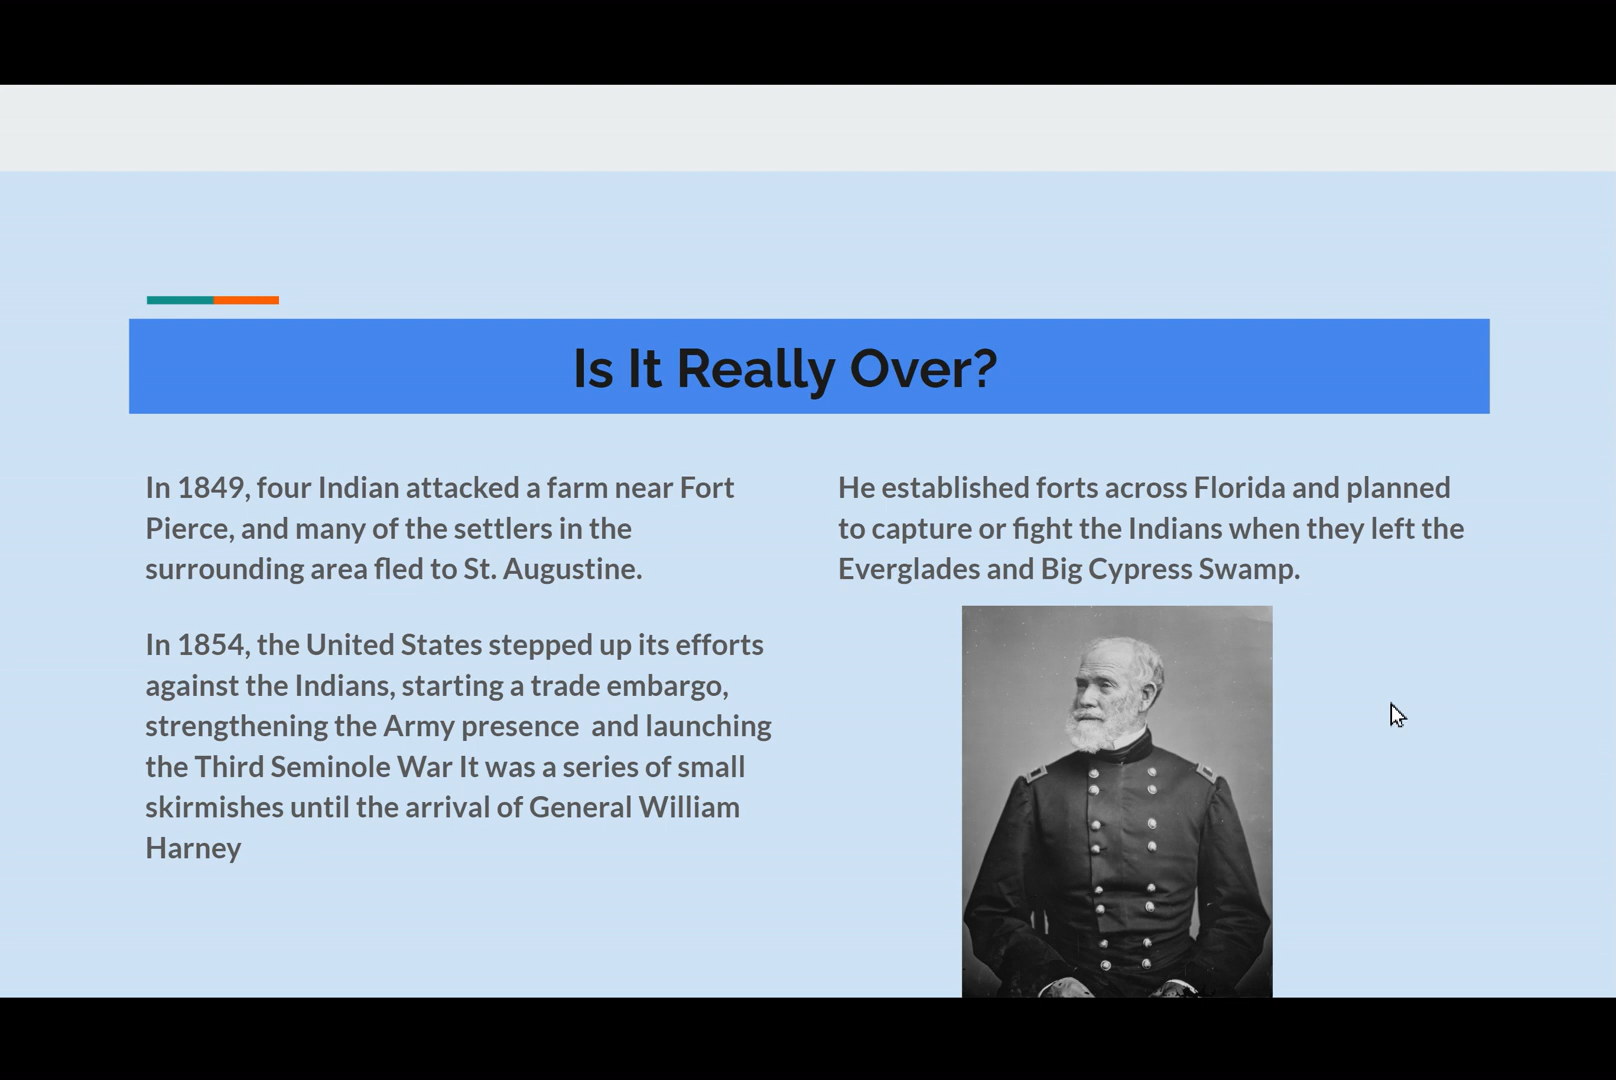 Is It Really Over?
In 1849, four Indian attacked a farm near Fort
Pierce, and many of the settlers in the
surrounding area fled to St. Augustine.
In 1854, the United States stepped up its efforts
against the Indians, starting a trade embargo,
strengthening the Army presence  and launching
the Third Seminole War It was a series of small
skirmishes until the arrival of General William
Harney
He established forts across Florida and planned
to capture or fight the Indians when they left the
Everglades and Big Cypress Swamp.